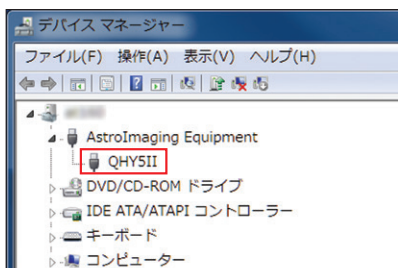 デバイス マネージャー
ファイル(F) 操作(A) 表示(V) ヘルプ(H)
AstroImaging Equipment
QHY5II
DVD/CD-ROM ドライブ
IDE ATA/ATAPI コントローラー
キーボード
コンピューター